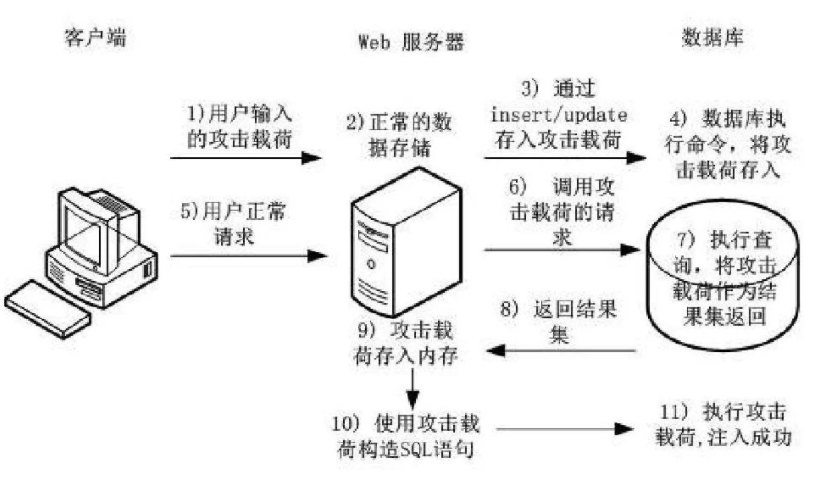 客户端
Web 服务器
数据库
1)用户输入
的攻击载荷
2)正常的数
据存储
3) 通过
insert/update
存入攻击载荷
4) 数据库执
行命令，将攻
击载荷存入
5)用户正常
请求
6) 调用攻
击载荷的请
求
7) 执行查
询，将攻击
载荷作为结
果集返回
8) 返回结果
集
9) 攻击载
荷存入内存
10) 使用攻击载
荷构造SQL语句
11) 执行攻击
载荷,注入成功